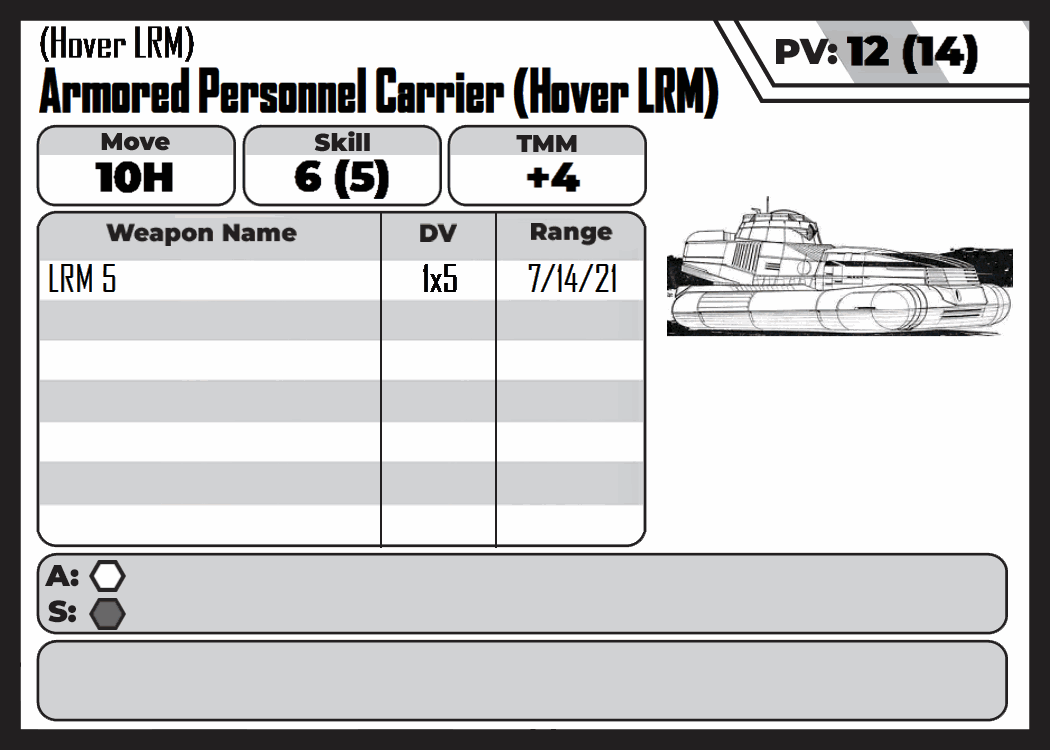 (Hover LRM)
PV: 12 (14)
Armored Personnel Carrier (Hover LRM)
Move Skill TMM
10H 6 (5) +4
Weapon Name DV Range
LRM 5 1x5 7/14/21
A:
S: